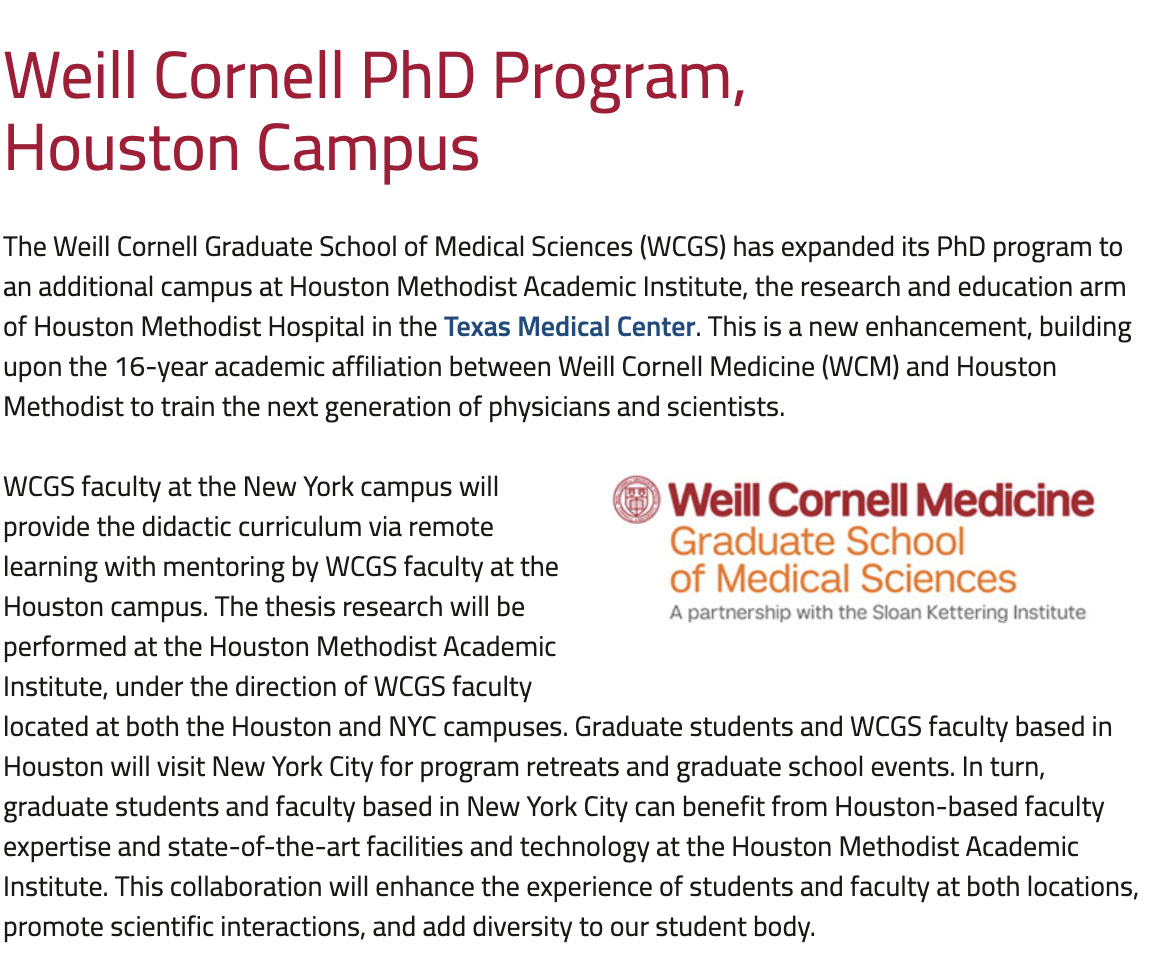 Weill Cornell PhD Program,
Houston Campus
The Weill Cornell Graduate School of Medical Sciences (WCGS) has expanded its PhD program to
an additional campus at Houston Methodist Academic Institute, the research and education arm
of Houston Methodist Hospital in the Texas Medical Center. This is a new enhancement, building
upon the 16-year academic affiliation between Weill Cornell Medicine (WCM) and Houston
Methodist to train the next generation of physicians and scientists.
WCGS faculty at the New York campus will
provide the didactic curriculum via remote
learning with mentoring by WCGS faculty at the
Houston campus. The thesis research will be
performed at the Houston Methodist Academic
Institute, under the direction of WCGS faculty
located at both the Houston and NYC campuses. Graduate students and WCGS faculty based in
Houston will visit New York City for program retreats and graduate school events. In turn,
graduate students and faculty based in New York City can benefit from Houston-based faculty
expertise and state-of-the-art facilities and technology at the Houston Methodist Academic
Institute. This collaboration will enhance the experience of students and faculty at both locations,
promote scientific interactions, and add diversity to our student body.
Weill Cornell Medicine
Graduate School
of Medical Sciences
A partnership with the Sloan Kettering Institute